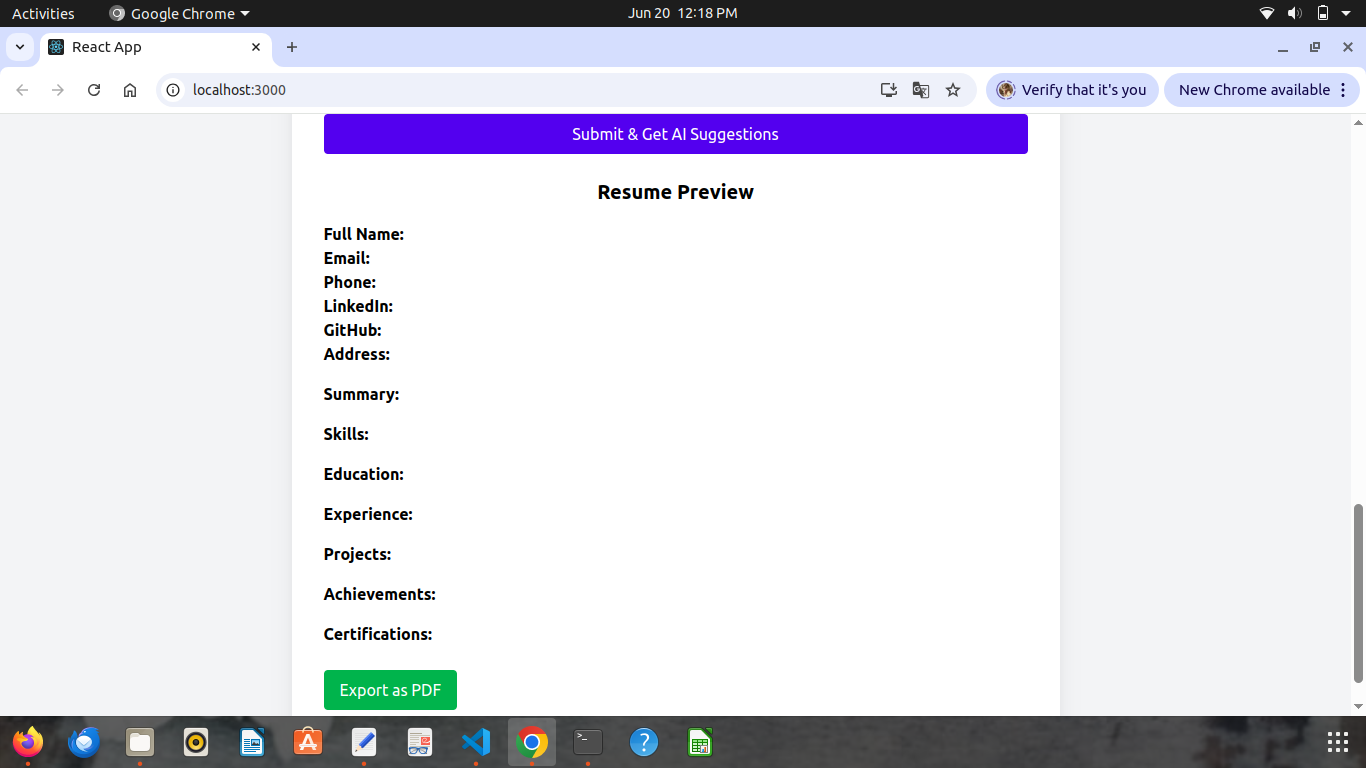 Activities
Google Chrome
Jun 20 12:18 PM
React App
localhost:3000
Verify that it's you
New Chrome available
Submit & Get AI Suggestions
Resume Preview
Full Name:
Email:
Phone:
LinkedIn:
GitHub:
Address:
Summary:
Skills:
Education:
Experience:
Projects:
Achievements:
Certifications:
Export as PDF